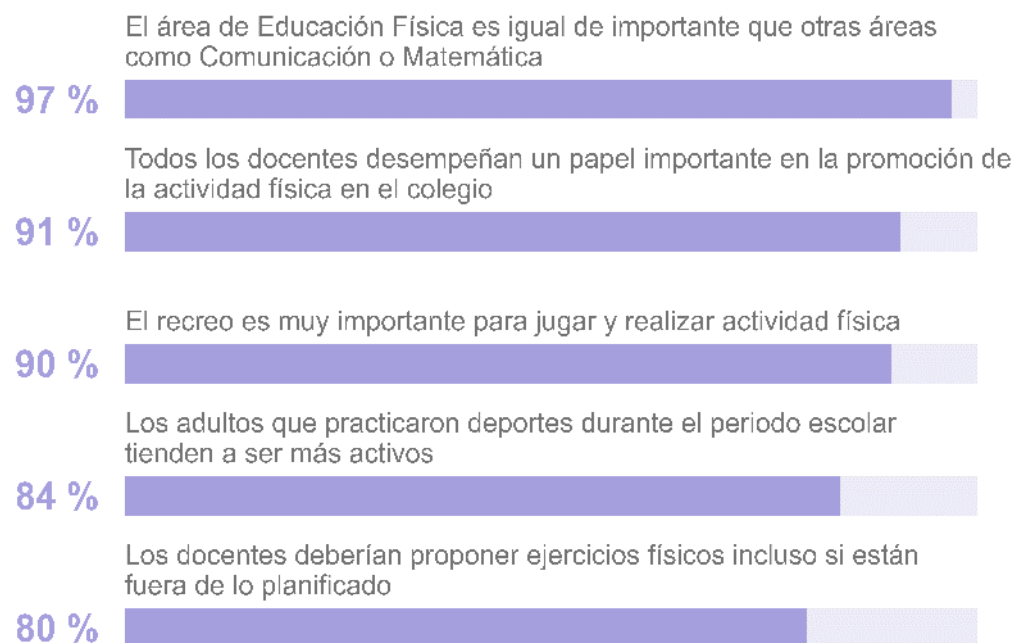 El área de Educación Física es igual de importante que otras áreas
como Comunicación o Matemática
97 %
Todos los docentes desempeñan un papel importante en la promoción de
la actividad física en el colegio
91 %
El recreo es muy importante para jugar y realizar actividad física
90 %
Los adultos que practicaron deportes durante el periodo escolar
tienden a ser más activos
84 %
Los docentes deberían proponer ejercicios físicos incluso si están
fuera de lo planificado
80 %